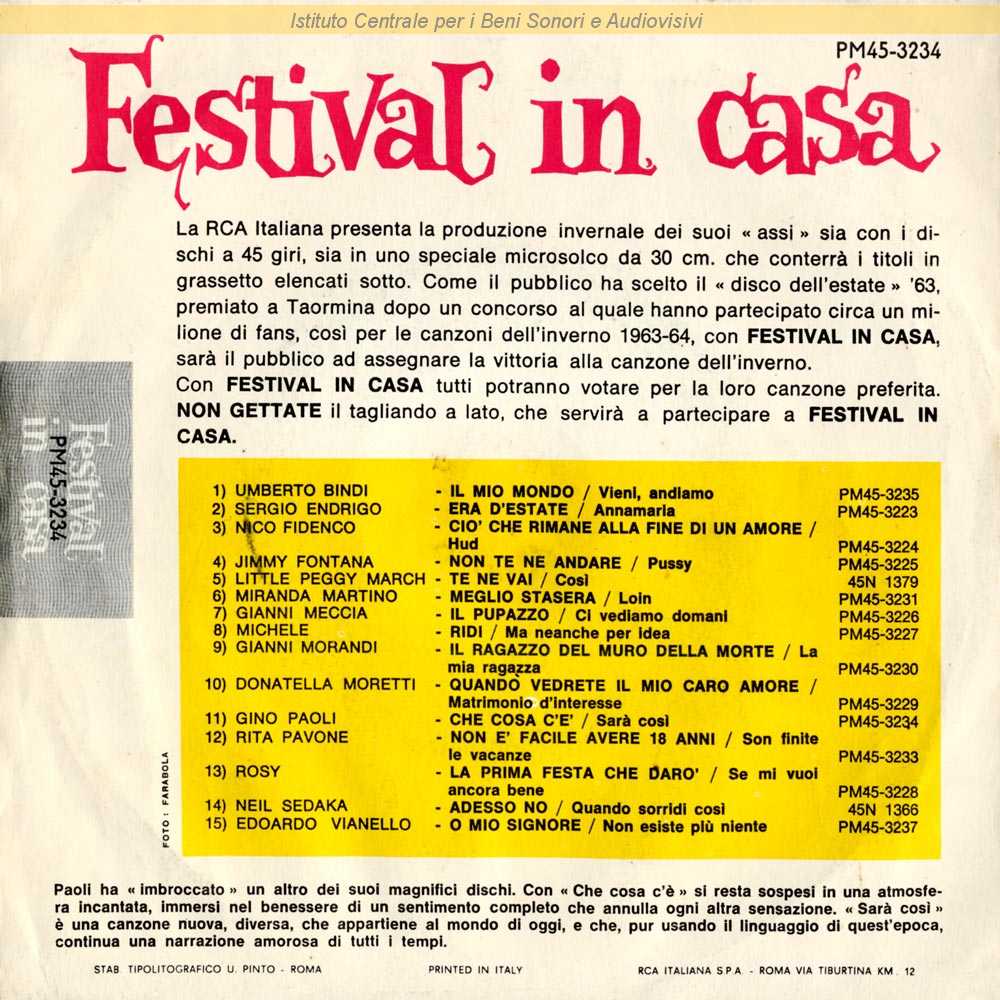 Istituto Centrale per i Beni Sonori e Audiovisivi
PM45-3234
Festival in casa
La RCA Italiana presenta la produzione invernale dei suoi « assi » sia con i di-
schi a 45 giri, sia in uno speciale microsolco da 30 cm. che conterrà i titoli in
grassetto elencati sotto. Come il pubblico ha scelto il « disco dell'estate » '63,
premiato a Taormina dopo un concorso al quale hanno partecipato circa un mi-
lione di fans, così per le canzoni dell'inverno 1963-64, con FESTIVAL IN CASA,
sarà il pubblico ad assegnare la vittoria alla canzone dell'inverno.
Con FESTIVAL IN CASA tutti potranno votare per la loro canzone preferita.
NON GETTATE il tagliando a lato, che servirà a partecipare a FESTIVAL IN
CASA.
Festival
in casa
PM45-3234
1) UMBERTO BINDI - IL MIO MONDO / Vieni, andiamo PM45-3235
2) SERGIO ENDRIGO - ERA D'ESTATE / Annamaria PM45-3223
3) NICO FIDENCO - CIO' CHE RIMANE ALLA FINE DI UN AMORE /
Hud PM45-3224
4) JIMMY FONTANA - NON TE NE ANDARE / Pussy PM45-3225
5) LITTLE PEGGY MARCH - TE NE VAI / Così 45N 1379
6) MIRANDA MARTINO - MEGLIO STASERA / Loin PM45-3231
7) GIANNI MECCIA - IL PUPAZZO / Ci vediamo domani PM45-3226
8) MICHELE - RIDI / Ma neanche per idea PM45-3227
9) GIANNI MORANDI - IL RAGAZZO DEL MURO DELLA MORTE / La
mia ragazza PM45-3230
10) DONATELLA MORETTI - QUANDO VEDRETE IL MIO CARO AMORE /
Matrimonio d'interesse PM45-3229
11) GINO PAOLI - CHE COSA C'E' / Sarà così PM45-3234
12) RITA PAVONE - NON E' FACILE AVERE 18 ANNI / Son finite
le vacanze PM45-3233
13) ROSY - LA PRIMA FESTA CHE DARO' / Se mi vuoi
ancora bene PM45-3228
14) NEIL SEDAKA - ADESSO NO / Quando sorridi così 45N 1366
15) EDOARDO VIANELLO - O MIO SIGNORE / Non esiste più niente PM45-3237
FOTO : FARABOLA
Paoli ha « imbroccato » un altro dei suoi magnifici dischi. Con « Che cosa c'è » si resta sospesi in una atmosfe-
ra incantata, immersi nel benessere di un sentimento completo che annulla ogni altra sensazione. « Sarà così »
è una canzone nuova, diversa, che appartiene al mondo di oggi, e che, pur usando il linguaggio di quest'epoca,
continua una narrazione amorosa di tutti i tempi.
STAB. TIPOLITOGRAFICO U. PINTO - ROMA PRINTED IN ITALY RCA ITALIANA S.P.A. - ROMA VIA TIBURTINA KM. 12